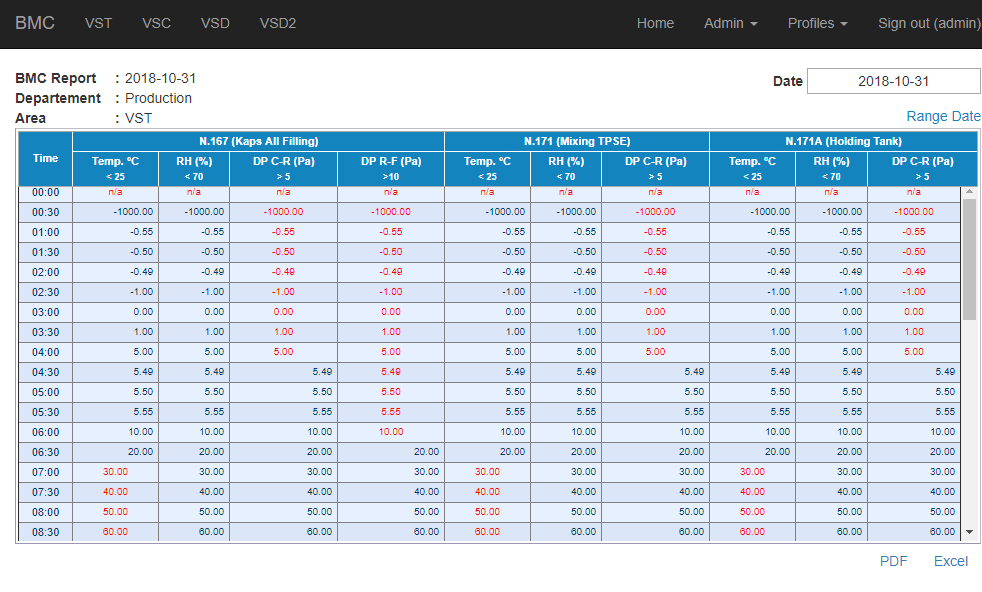 BMC VST VSC VSD VSD2 Home Admin Profiles Sign out (admin)
BMC Report : 2018-10-31
Date 2018-10-31
Departement : Production
Area : VST
Range Date
Time N.167 (Kaps All Filling) N.171 (Mixing TPSE) N.171A (Holding Tank)
Temp. ºC RH (%) DP C-R (Pa) DP R-F (Pa) Temp. ºC RH (%) DP C-R (Pa) Temp. ºC RH (%) DP C-R (Pa)
< 25 < 70 > 5 >10 < 25 < 70 > 5 < 25 < 70 > 5
00:00 n/a n/a n/a n/a n/a n/a n/a n/a n/a n/a
00:30 -1000.00 -1000.00 -1000.00 -1000.00 -1000.00 -1000.00 -1000.00 -1000.00 -1000.00 -1000.00
01:00 -0.55 -0.55 -0.55 -0.55 -0.55 -0.55 -0.55 -0.55 -0.55 -0.55
01:30 -0.50 -0.50 -0.50 -0.50 -0.50 -0.50 -0.50 -0.50 -0.50 -0.50
02:00 -0.49 -0.49 -0.49 -0.49 -0.49 -0.49 -0.49 -0.49 -0.49 -0.49
02:30 -1.00 -1.00 -1.00 -1.00 -1.00 -1.00 -1.00 -1.00 -1.00 -1.00
03:00 0.00 0.00 0.00 0.00 0.00 0.00 0.00 0.00 0.00 0.00
03:30 1.00 1.00 1.00 1.00 1.00 1.00 1.00 1.00 1.00 1.00
04:00 5.00 5.00 5.00 5.00 5.00 5.00 5.00 5.00 5.00 5.00
04:30 5.49 5.49 5.49 5.49 5.49 5.49 5.49 5.49 5.49 5.49
05:00 5.50 5.50 5.50 5.50 5.50 5.50 5.50 5.50 5.50 5.50
05:30 5.55 5.55 5.55 5.55 5.55 5.55 5.55 5.55 5.55 5.55
06:00 10.00 10.00 10.00 10.00 10.00 10.00 10.00 10.00 10.00 10.00
06:30 20.00 20.00 20.00 20.00 20.00 20.00 20.00 20.00 20.00 20.00
07:00 30.00 30.00 30.00 30.00 30.00 30.00 30.00 30.00 30.00 30.00
07:30 40.00 40.00 40.00 40.00 40.00 40.00 40.00 40.00 40.00 40.00
08:00 50.00 50.00 50.00 50.00 50.00 50.00 50.00 50.00 50.00 50.00
08:30 60.00 60.00 60.00 60.00 60.00 60.00 60.00 60.00 60.00 60.00
PDF Excel